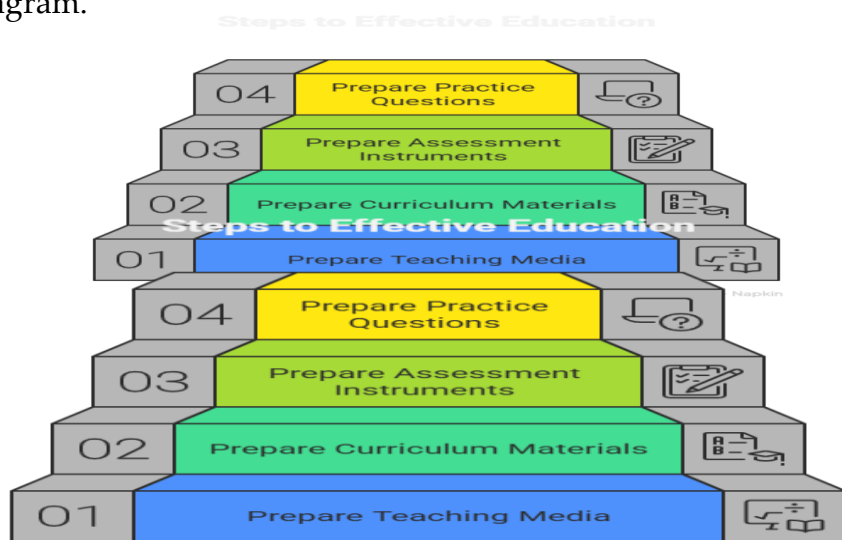 ngram.
Steps to Effective Education
04
Prepare Practice
Questions
03
Prepare Assessment
Instruments
02
Prepare Curriculum Materials
Steps to Effective Education
01
Prepare Teaching Media
Napkin
04
Prepare Practice
Questions
03
Prepare Assessment
Instruments
02
Prepare Curriculum Materials
01
Prepare Teaching Media